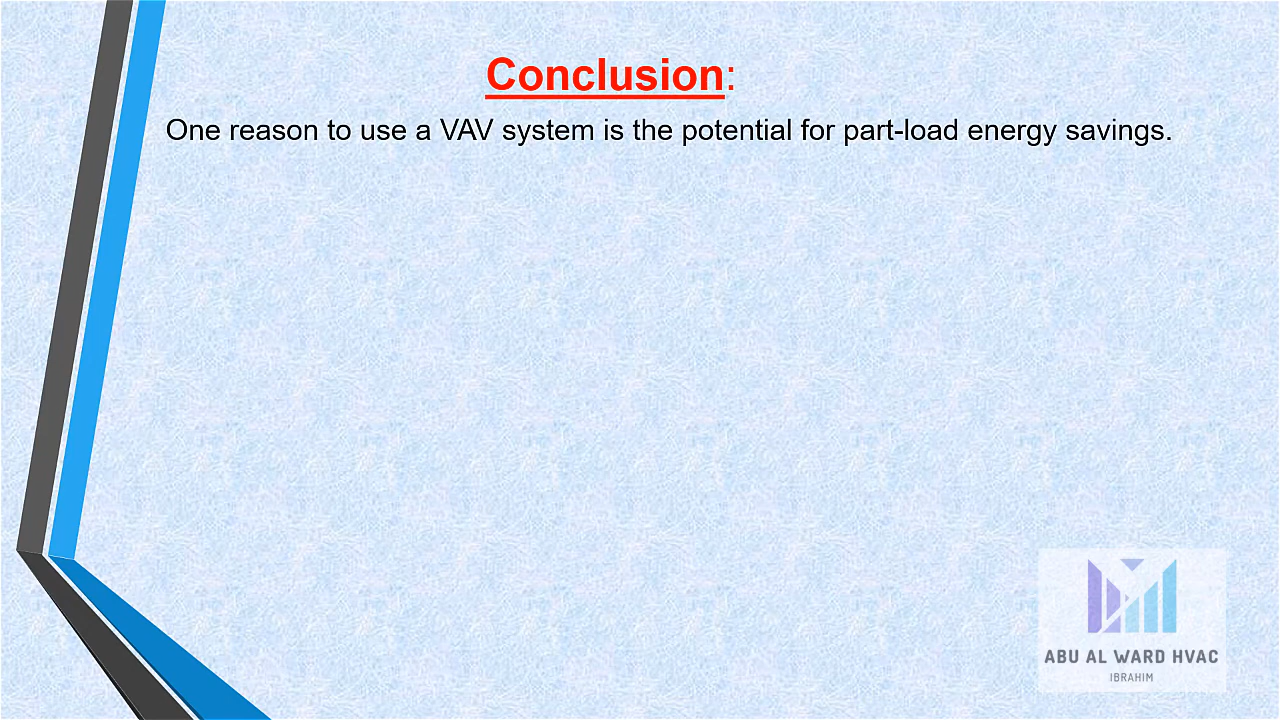 Conclusion:
One reason to use a VAV system is the potential for part-load energy savings.
ABU AL WARD HVAC
IBRAHIM